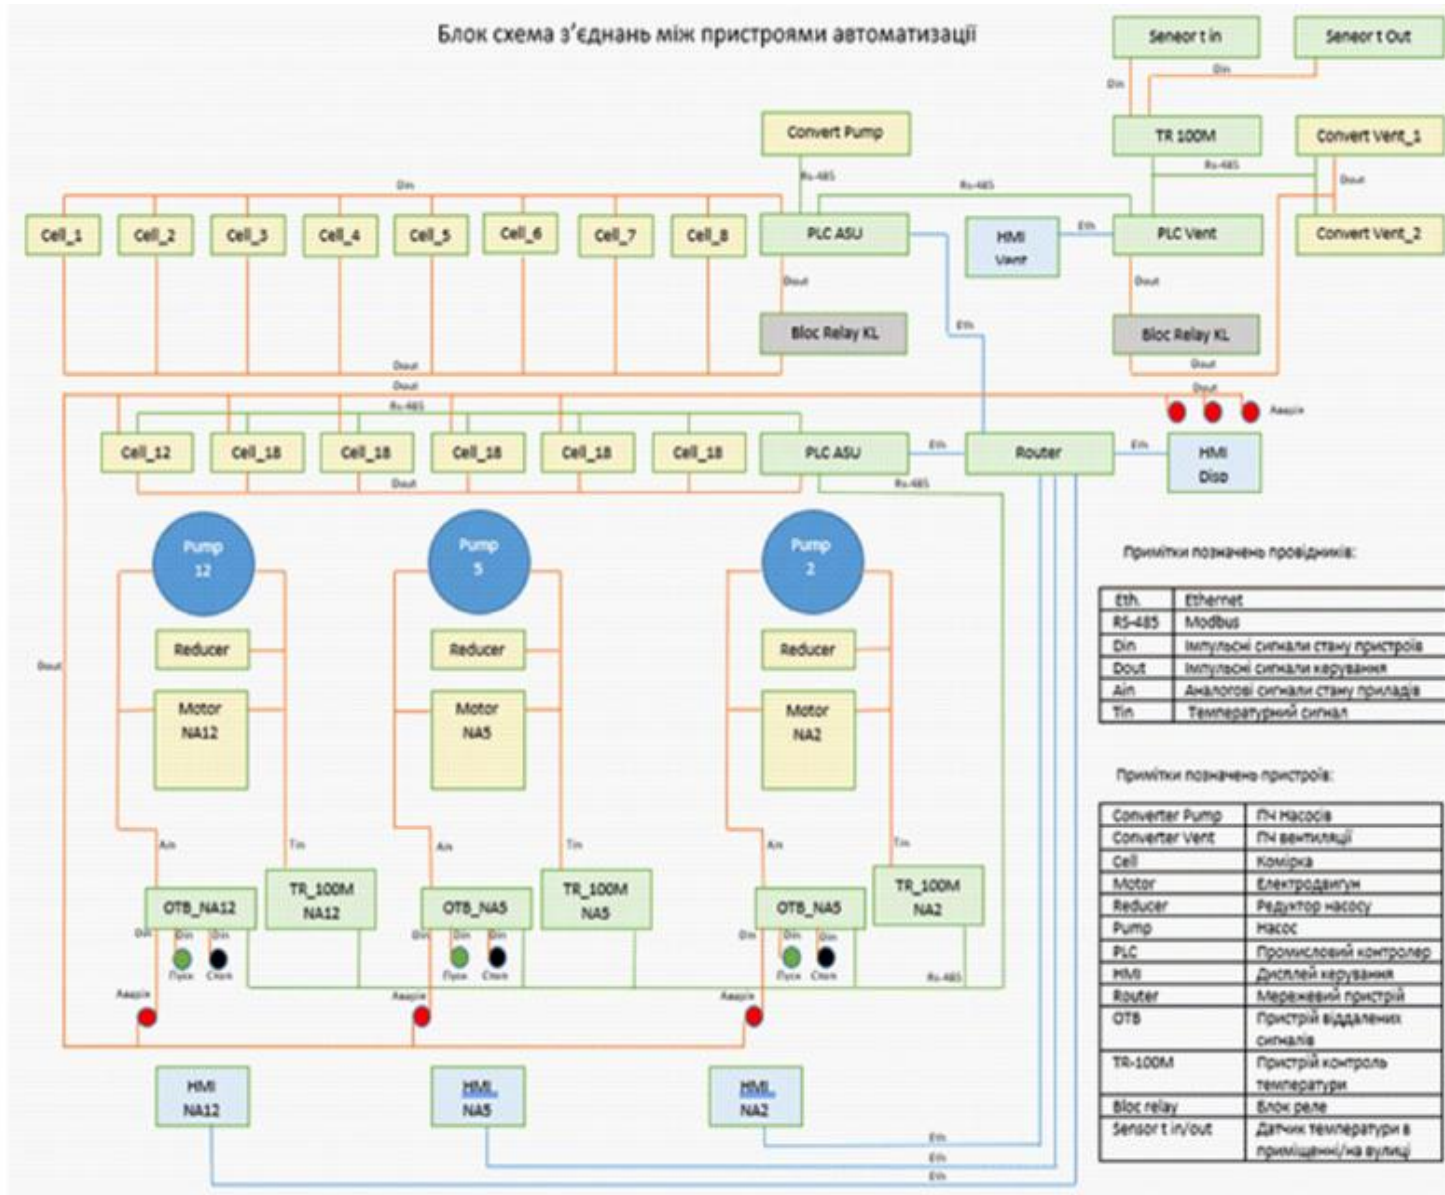 Блок схема з’єднань між пристроями автоматизації
Seneor t in
Seneor t Out
Din
Din
Convert Pump
TR 100M
Convert Vent_1
Rs-485
Rs-485
Rs-485
Dout
Din
Cell_1
Cell_2
Cell_3
Cell_4
Cell_5
Cell_6
Cell_7
Cell_8
PLC ASU
HMI
Vent
Eth
PLC Vent
Convert Vent_2
Dout
Dout
Bloc Relay KL
Eth
Bloc Relay KL
Dout
Dout
Dout
Dout
Rs-485
Аварія
Cell_12
Cell_18
Cell_18
Cell_18
Cell_18
Cell_18
PLC ASU
Eth
Router
Eth
HMI
Disp
Dout
Rs-485
Pump
12
Pump
5
Pump
2
Примітки позначень провідників:
Eth. Ethernet
RS-485 Modbus
Din Імпульсні сигнали стану пристроїв
Dout Імпульсні сигнали керування
Ain Аналогові сигнали стану приладів
Tin Температурний сигнал
Reducer
Reducer
Reducer
Dout
Motor
NA12
Motor
NA5
Motor
NA2
Примітки позначень пристроїв:
Converter Pump ПЧ Насосів
Converter Vent ПЧ вентиляції
Cell Комірка
Motor Електродвигун
Reducer Редуктор насосу
Pump Насос
PLC Промисловий контролер
HMI Дисплей керування
Router Мережевий пристрій
ОТВ Пристрій віддалених
сигналів
TR-100M Пристрій контроль
температури
Bloc relay Блок реле
Sensor t in/out Датчик температури в
приміщенні/на вулиці
Ain
Tin
Ain
Tin
Ain
Tin
OTB_NA12
TR_100M
NA12
OTB_NA5
TR_100M
NA5
OTB_NA5
TR_100M
NA2
Din
Din
Din
Din
Din
Din
Din
Din
Din
Пуск
Стоп
Пуск
Стоп
Пуск
Стоп
Rs-485
Аварія
Аварія
Аварія
HMI
NA12
HMI_
NA5
HMI_
NA2
Eth
Eth
Eth